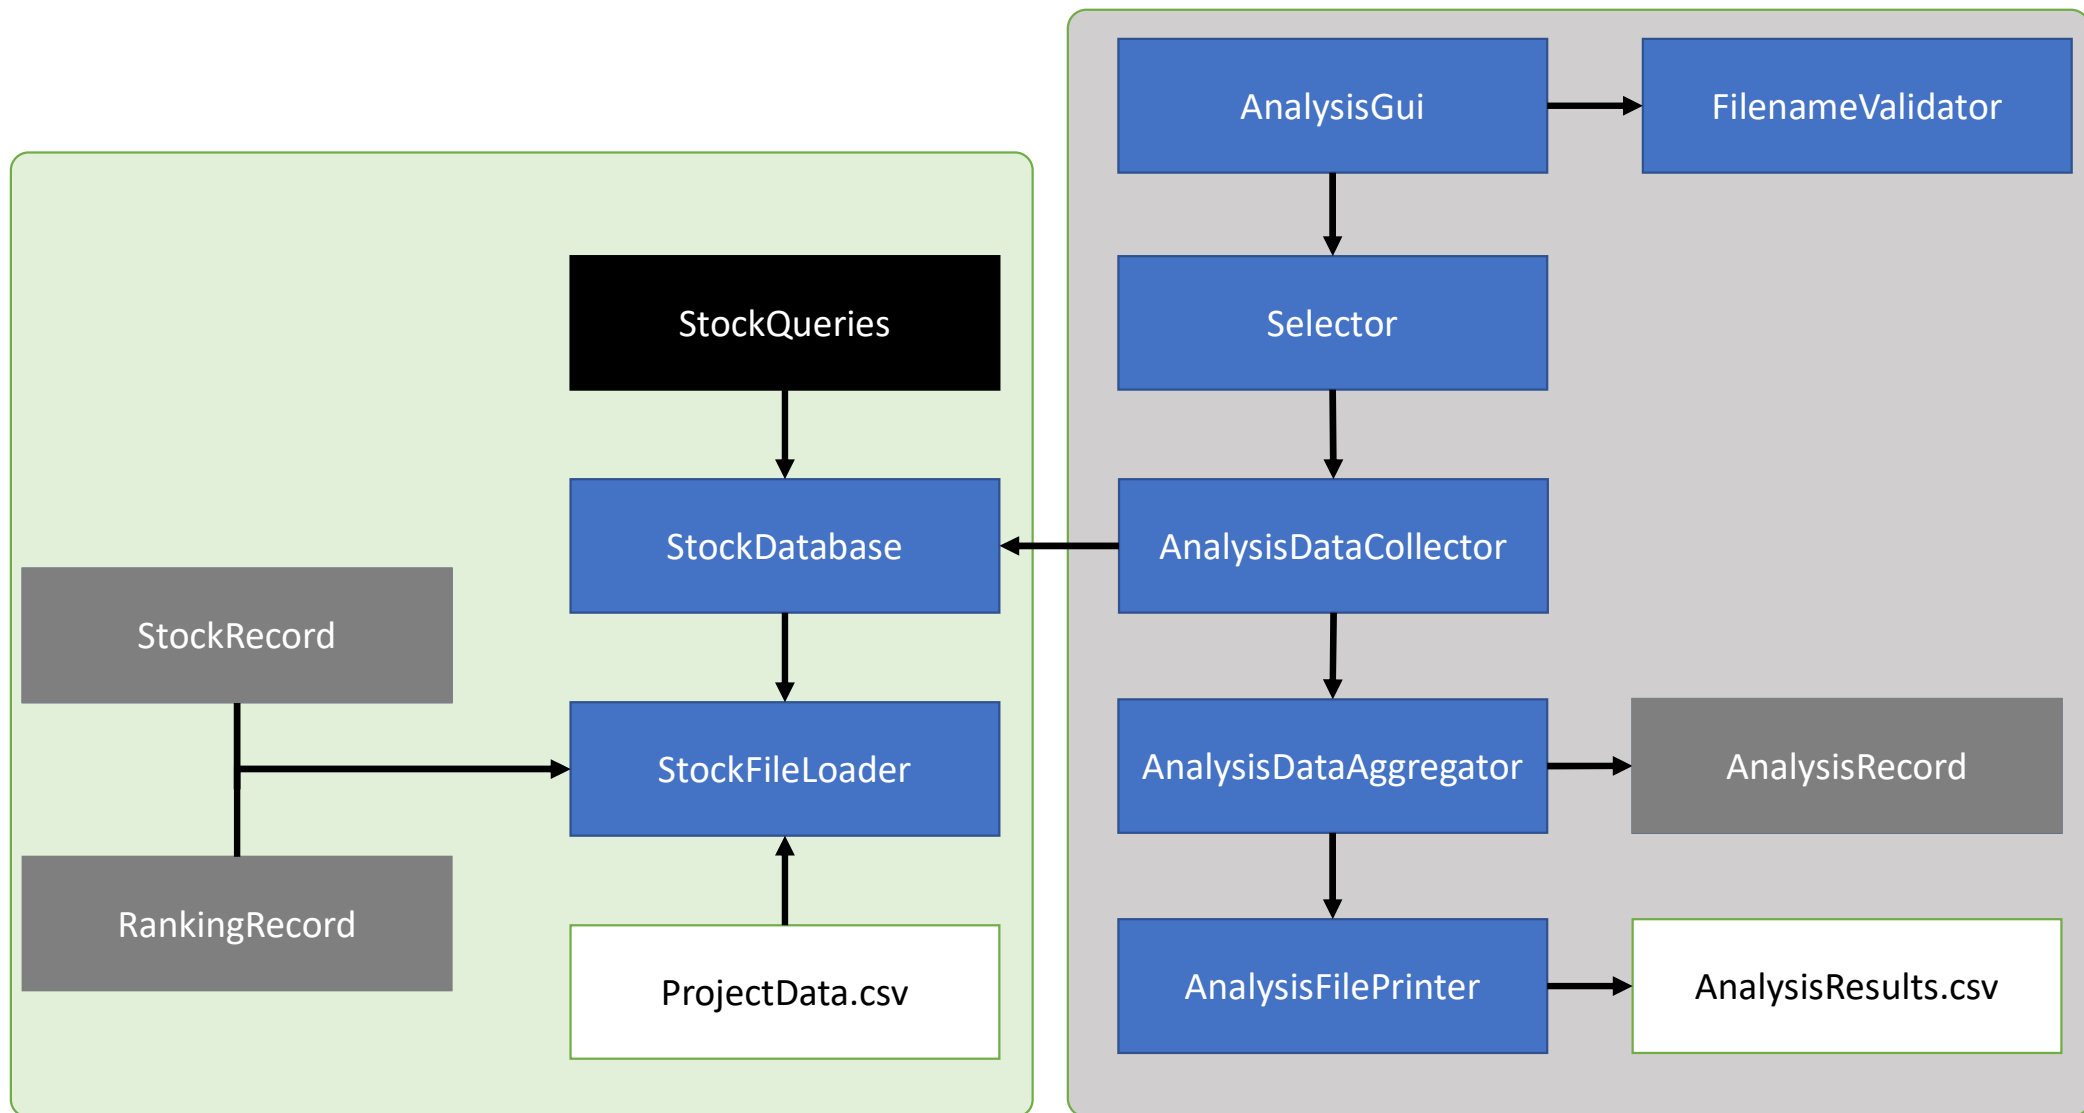 AnalysisGui
FilenameValidator
StockQueries
Selector
StockDatabase
AnalysisDataCollector
StockRecord
StockFileLoader
AnalysisDataAggregator
AnalysisRecord
RankingRecord
ProjectData.csv
AnalysisFilePrinter
AnalysisResults.csv